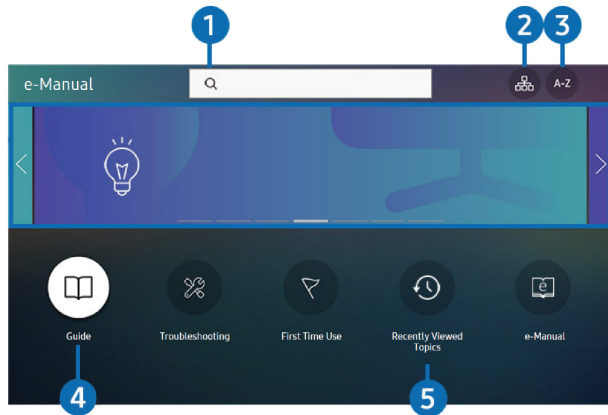 1
2
3
e-Manual
A-Z
Guide
Troubleshooting
First Time Use
Recently Viewed
Topics
e
e-Manual
4
5